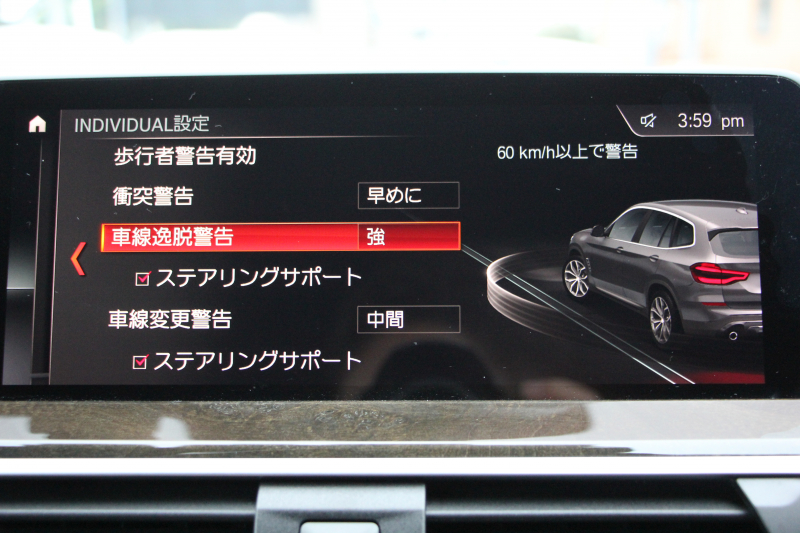 INDIVIDUAL設定
3:59 pm
歩行者警告有効
60 km/h以上で警告
衝突警告 早めに
車線逸脱警告 強
ステアリングサポート
車線変更警告 中間
ステアリングサポート